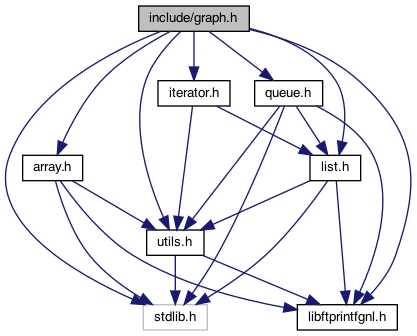 include/graph.h
iterator.h
queue.h
array.h
list.h
utils.h
stdlib.h
libftprintfgnl.h